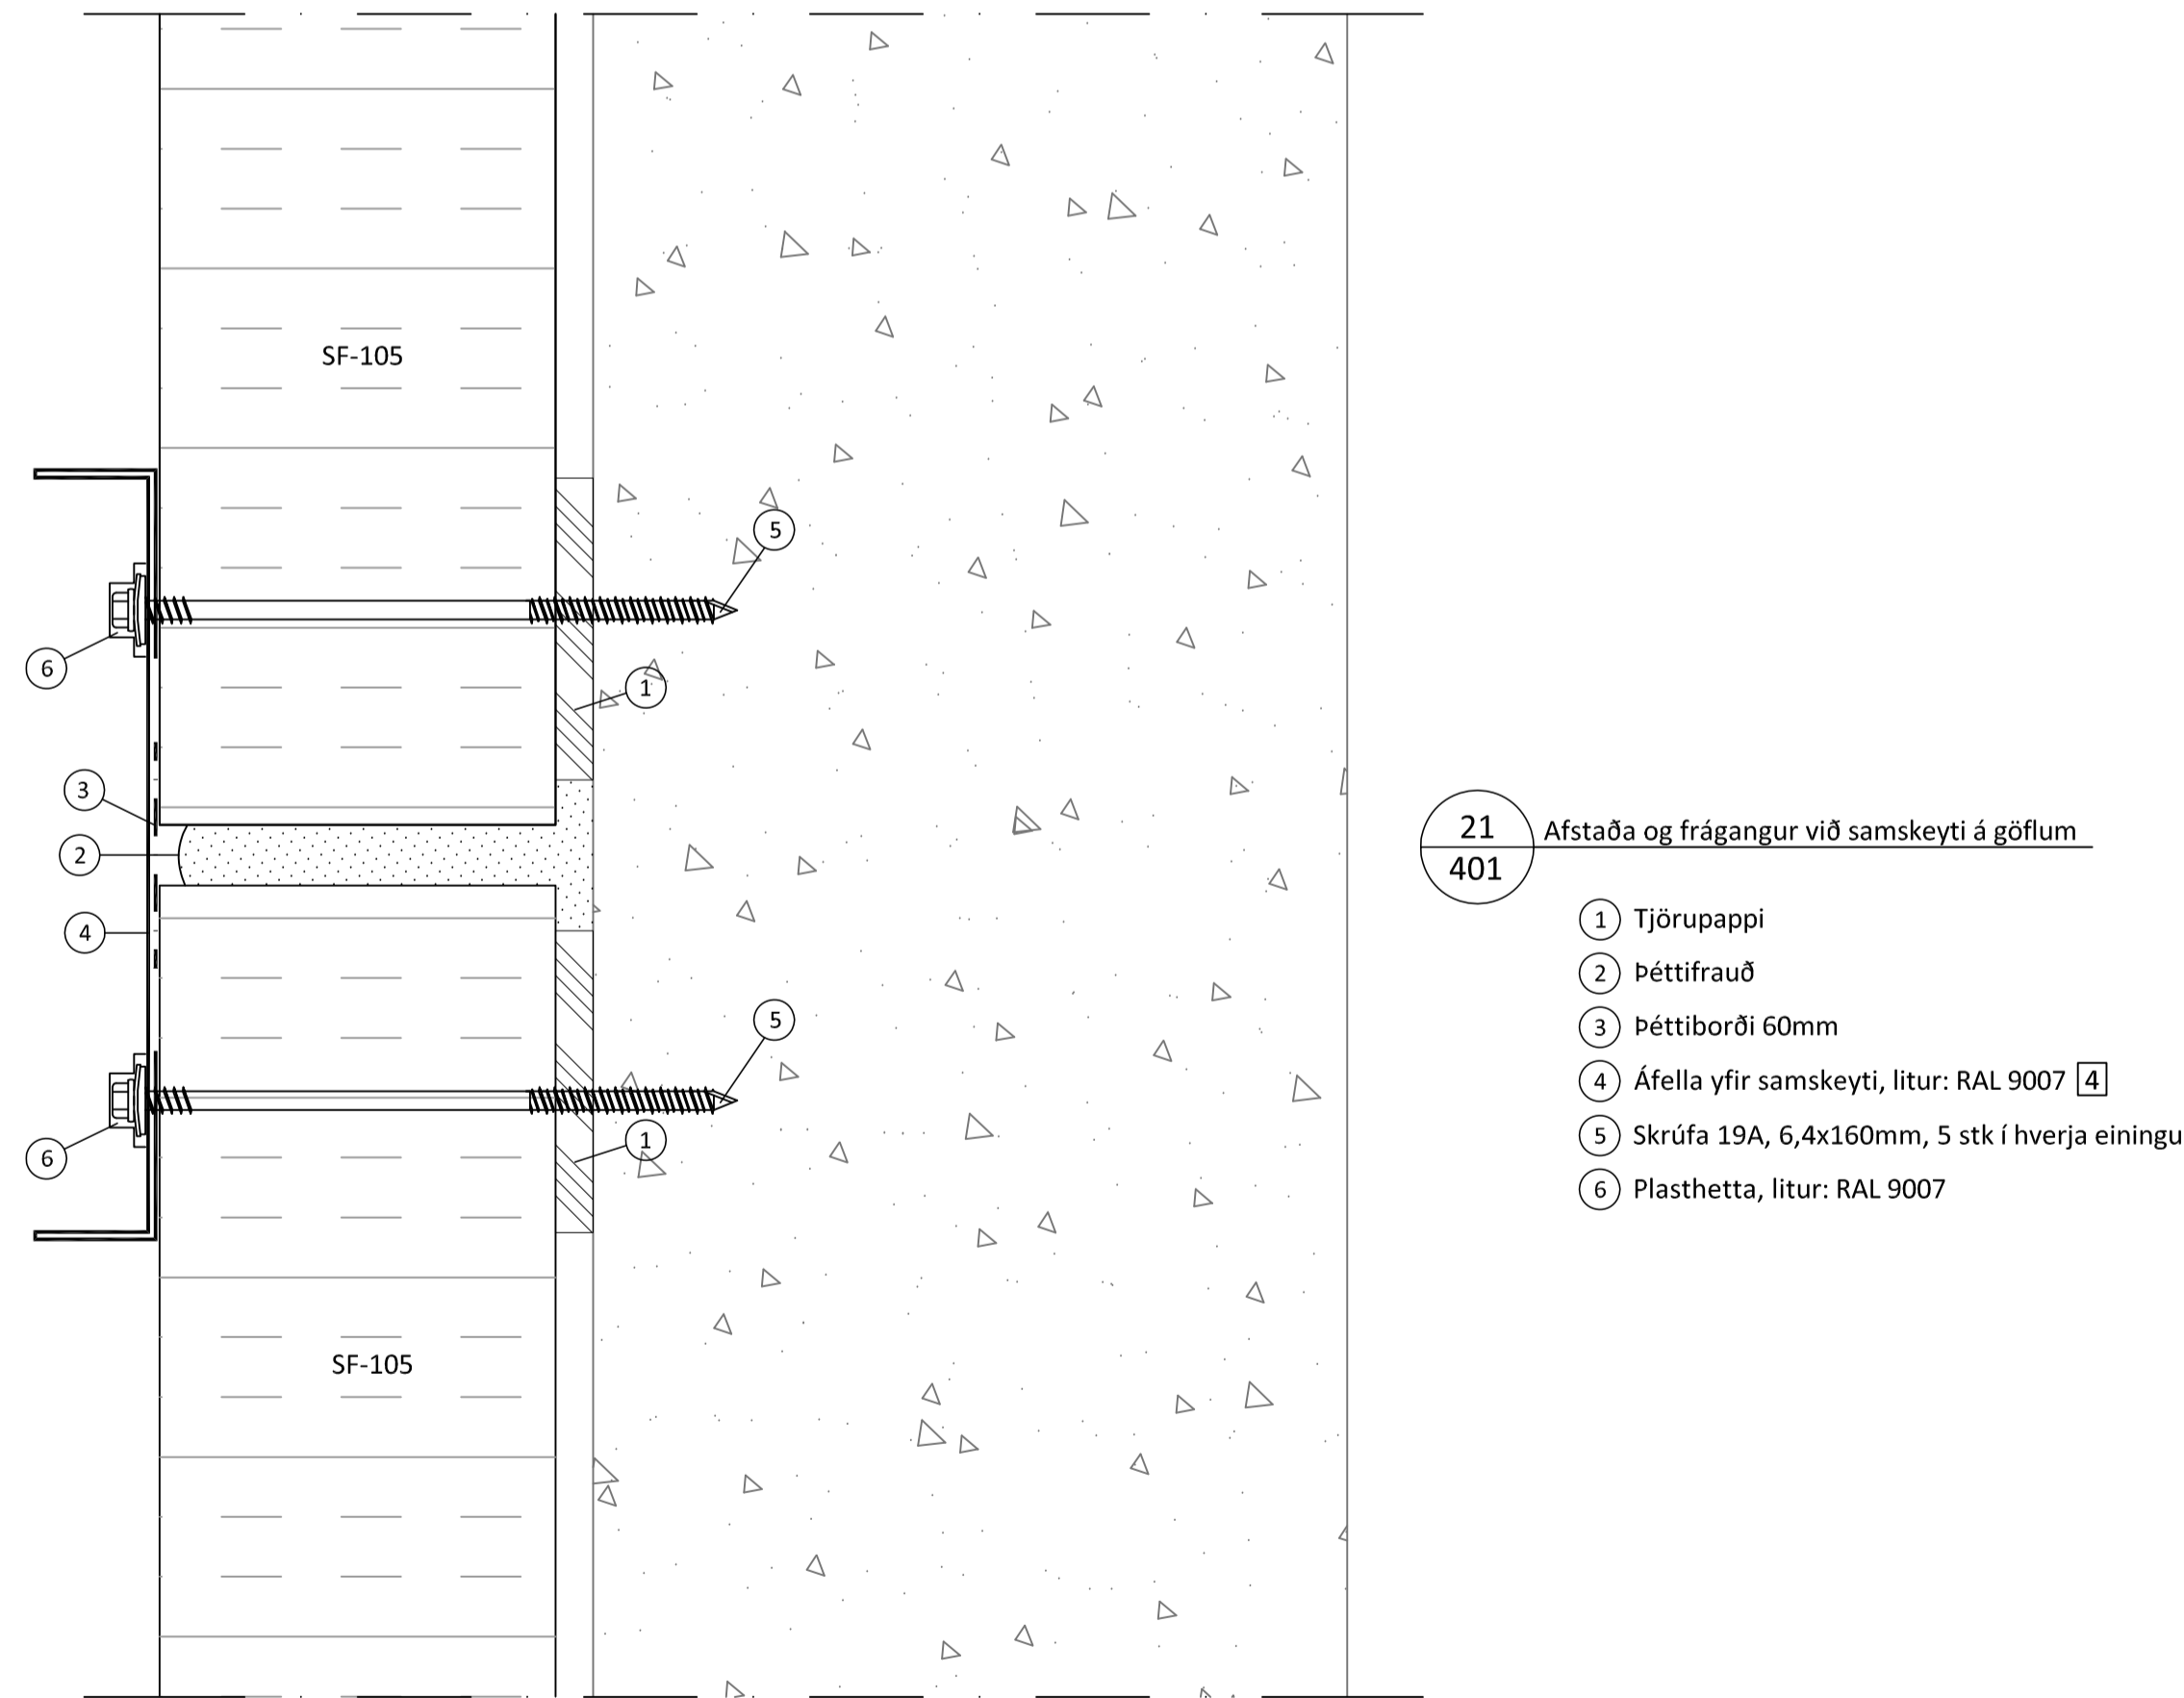 SF-105
5
6
1
3
2
4
5
1
6
SF-105
21
401
Afstaða og frágangur við samskeyti á göflum
1 Tjörupappi
2 Þéttifrauð
3 Þéttiborði 60mm
4 Áfella yfir samskeyti, litur: RAL 9007 4
5 Skrúfa 19A, 6,4x160mm, 5 stk í hverja einingu
6 Plasthetta, litur: RAL 9007